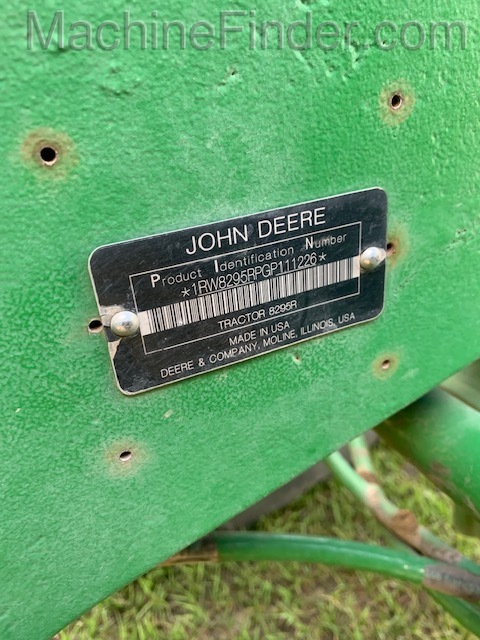 MachineFinder.com
JOHN DEERE
Product Identification Number
*1RW8295RPGP111226*
TRACTOR 8295R
MADE IN USA
DEERE & COMPANY, MOLINE, ILLINOIS, USA